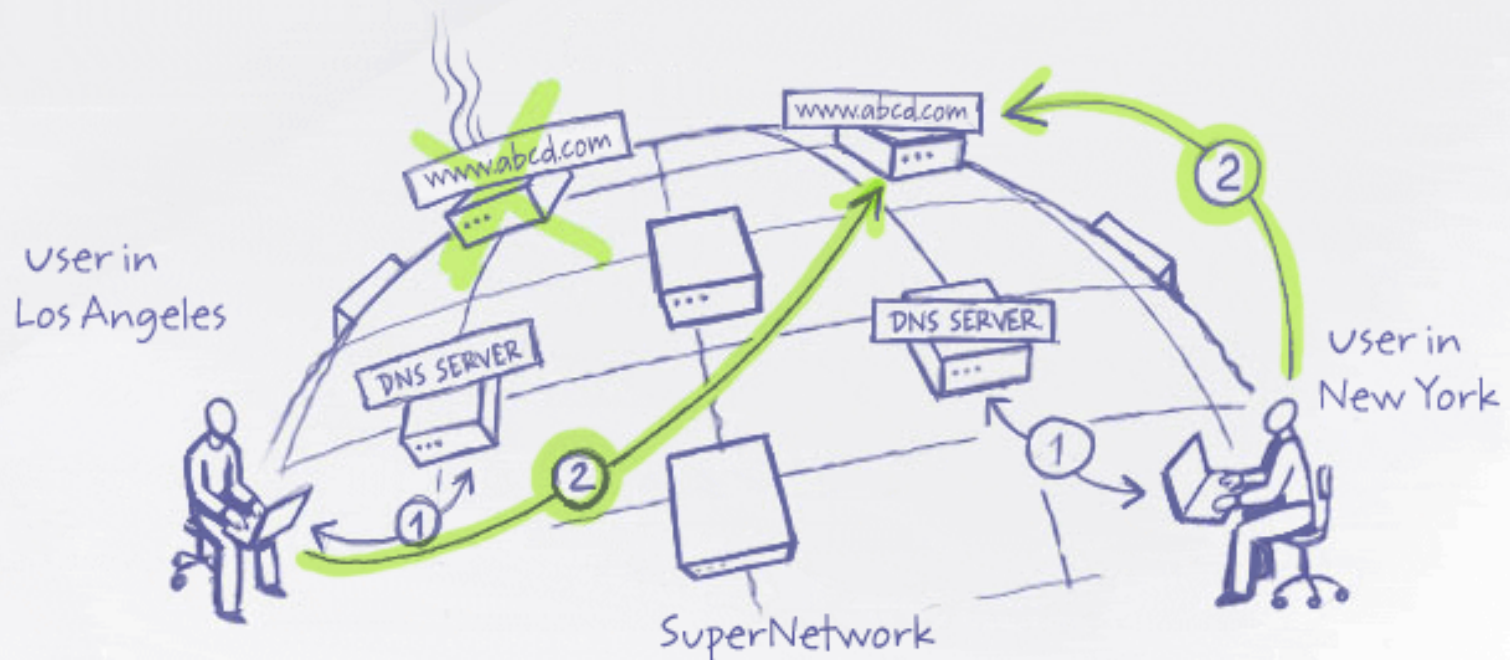 www.abcd.com
www.abcd.com
2
user in
Los Angeles
DNS SERVER
DNS SERVER
user in
New York
1
2
1
SuperNetwork